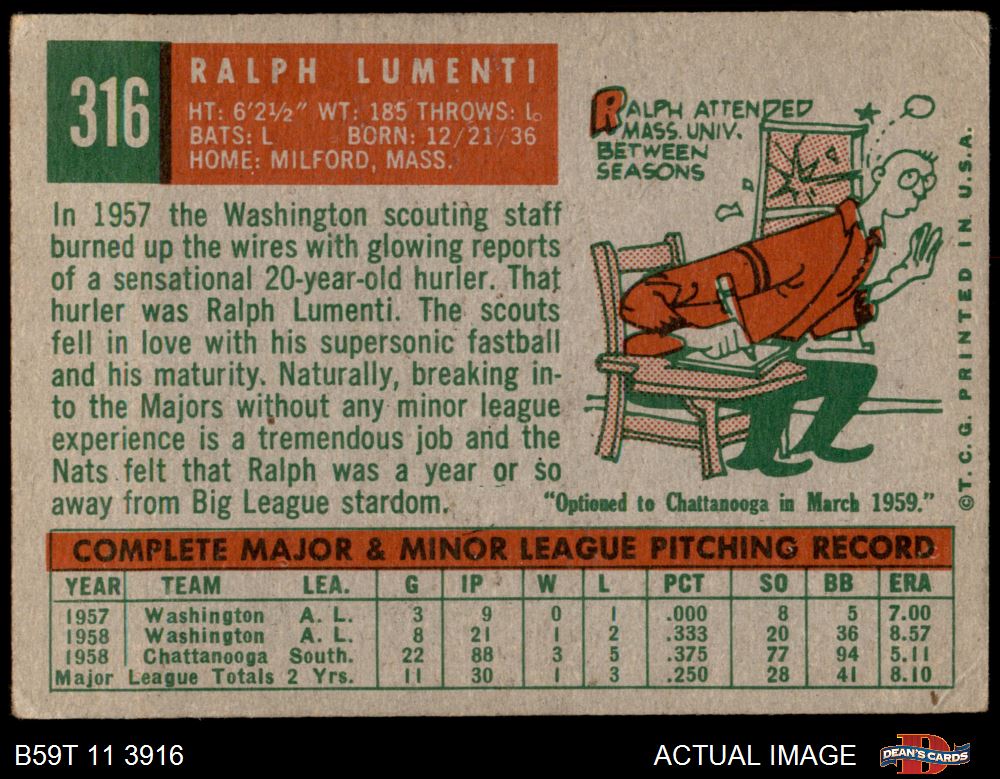 316
RALPH LUMENTI
HT: 6'2½" WT: 185 THROWS: L
BATS: L BORN: 12/21/36
HOME: MILFORD, MASS.
In 1957 the Washington scouting staff
burned up the wires with glowing reports
of a sensational 20-year-old hurler. That
hurler was Ralph Lumenti. The scouts
fell in love with his supersonic fastball
and his maturity. Naturally, breaking in-
to the Majors without any minor league
experience is a tremendous job and the
Nats felt that Ralph was a year or so
away from Big League stardom.
RALPH ATTENDED
MASS. UNIV.
BETWEEN
SEASONS
"Optioned to Chattanooga in March 1959."
©T.C.G. PRINTED IN U.S.A.
COMPLETE MAJOR & MINOR LEAGUE PITCHING RECORD
YEAR TEAM LEA. G IP W L PCT SO BB ERA
1957 Washington A. L. 3 9 0 1 .000 8 5 7.00
1958 Washington A. L. 8 21 1 2 .333 20 36 8.57
1958 Chattanooga South. 22 88 3 5 .375 77 94 5.11
Major League Totals 2 Yrs. 11 30 1 3 .250 28 41 8.10
B59T 11 3916
ACTUAL IMAGE
D
DEAN'S CARDS